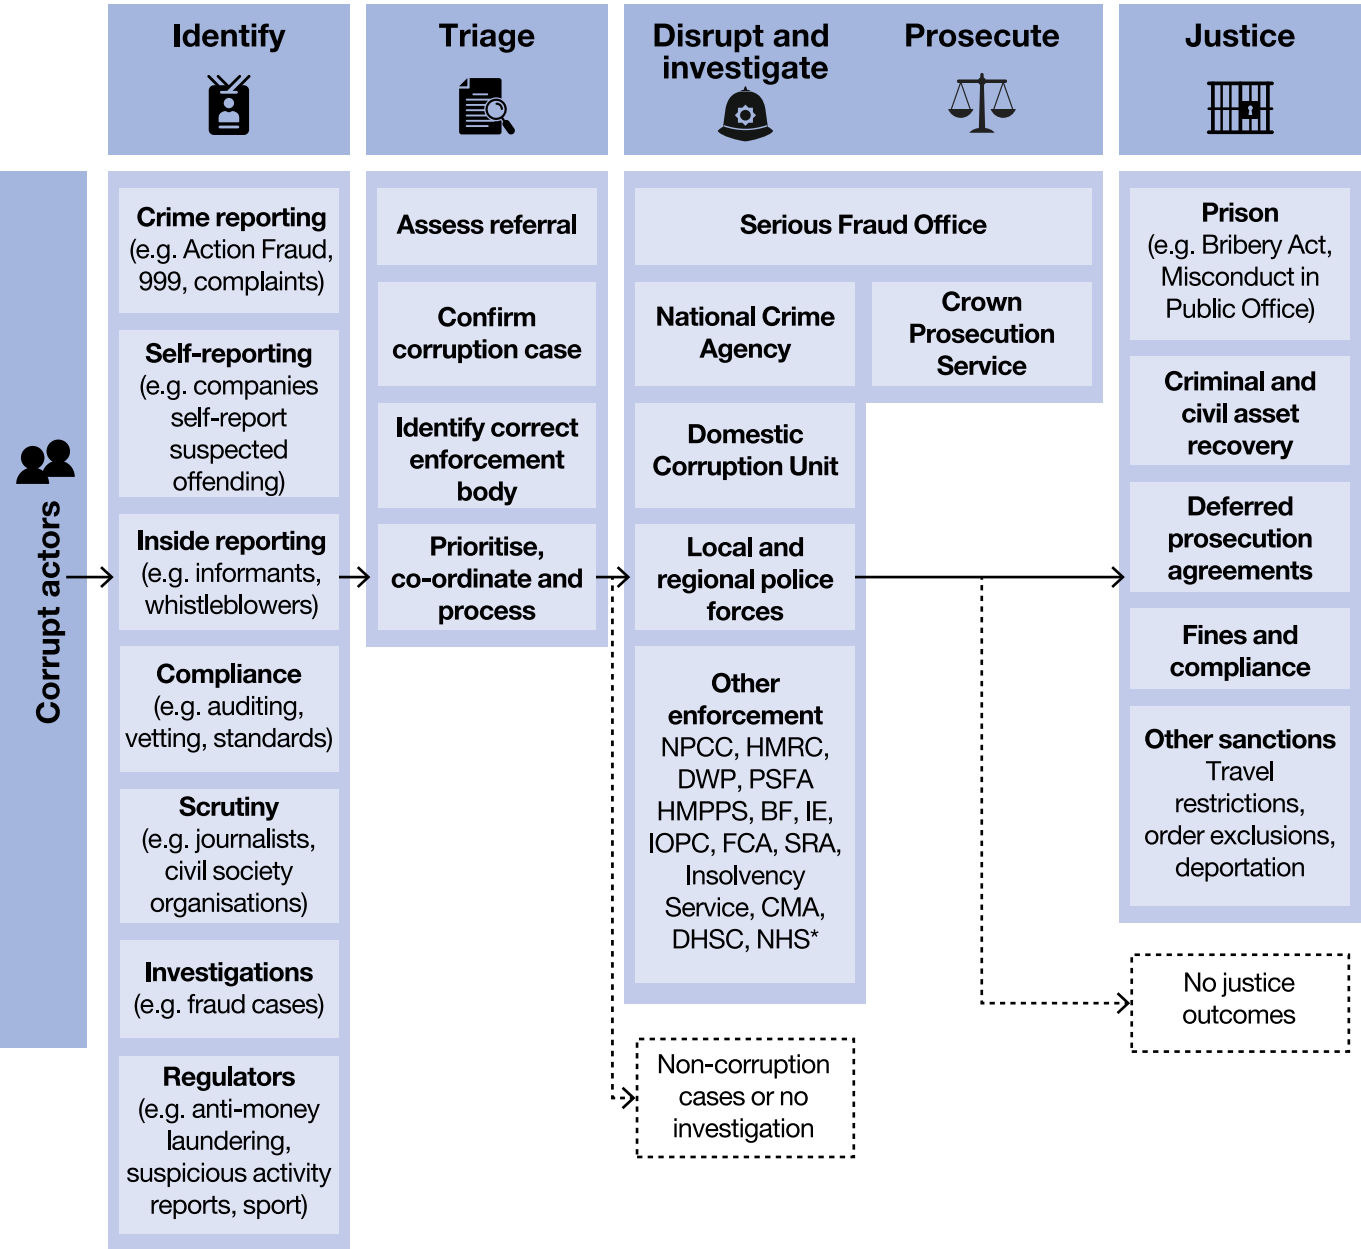 Identify
Triage
Disrupt and
investigate
Prosecute
Justice
Corrupt actors
Crime reporting
(e.g. Action Fraud,
999, complaints)
Self-reporting
(e.g. companies
self-report
suspected
offending)
Inside reporting
(e.g. informants,
whistleblowers)
Compliance
(e.g. auditing,
vetting, standards)
Scrutiny
(e.g. journalists,
civil society
organisations)
Investigations
(e.g. fraud cases)
Regulators
(e.g. anti-money
laundering,
suspicious activity
reports, sport)
Assess referral
Confirm
corruption case
Identify correct
enforcement
body
Prioritise,
co-ordinate and
process
Serious Fraud Office
National Crime
Agency
Crown
Prosecution
Service
Domestic
Corruption Unit
Local and
regional police
forces
Other
enforcement
NPCC, HMRC,
DWP, PSFA
HMPPS, BF, IE,
IOPC, FCA, SRA,
Insolvency
Service, CMA,
DHSC, NHS*
Non-corruption
cases or no
investigation
Prison
(e.g. Bribery Act,
Misconduct in
Public Office)
Criminal and
civil asset
recovery
Deferred
prosecution
agreements
Fines and
compliance
Other sanctions
Travel
restrictions,
order exclusions,
deportation
No justice
outcomes